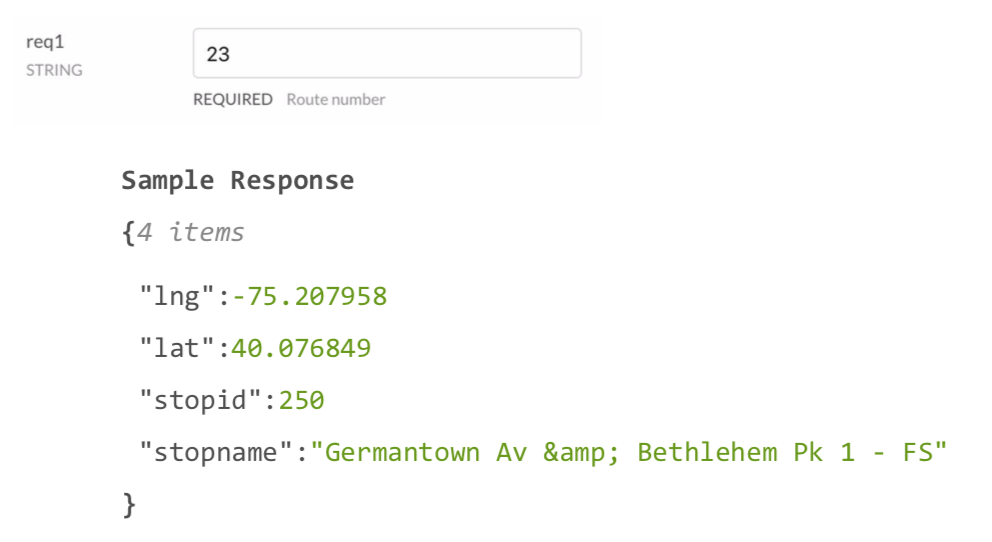 req1
STRING
23
REQUIRED Route number
Sample Response
{4 items
"lng":-75.207958
"lat":40.076849
"stopid":250
"stopname":"Germantown Av &amp; Bethlehem Pk 1 - FS"
}